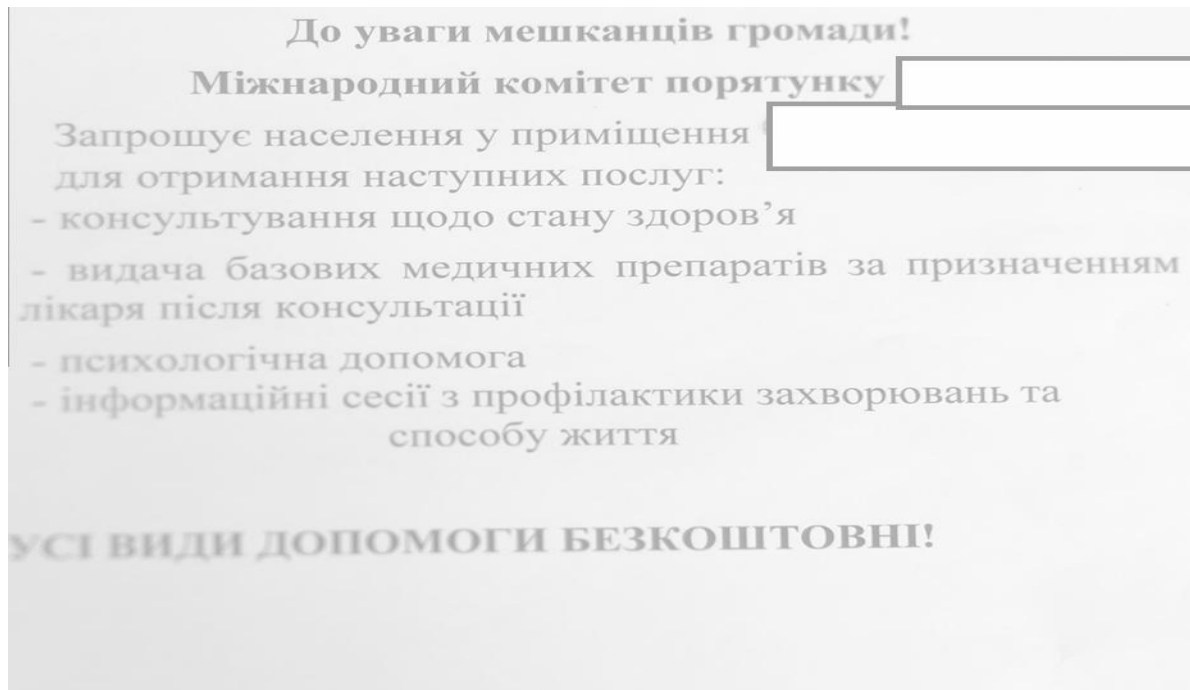 До уваги мешканців громади!
Міжнародний комітет порятунку
Запрошує населення у приміщення
для отримання наступних послуг:
- консультування щодо стану здоров’я
- видача базових медичних препаратів за призначенням
лікаря після консультації
- психологічна допомога
- інформаційні сесії з профілактики захворювань та
способу життя
УСІ ВИДИ ДОПОМОГИ БЕЗКОШТОВНІ!